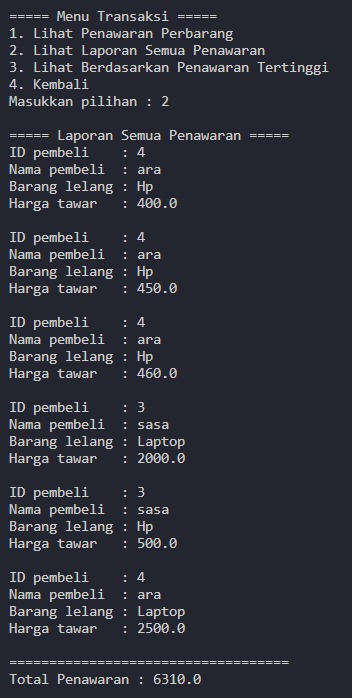 ===== Menu Transaksi =====
1. Lihat Penawaran Perbarang
2. Lihat Laporan Semua Penawaran
3. Lihat Berdasarkan Penawaran Tertinggi
4. Kembali
Masukkan pilihan : 2

===== Laporan Semua Penawaran =====
ID pembeli    : 4
Nama pembeli  : ara
Barang lelang : Hp
Harga tawar   : 400.0

ID pembeli    : 4
Nama pembeli  : ara
Barang lelang : Hp
Harga tawar   : 450.0

ID pembeli    : 4
Nama pembeli  : ara
Barang lelang : Hp
Harga tawar   : 460.0

ID pembeli    : 3
Nama pembeli  : sasa
Barang lelang : Laptop
Harga tawar   : 2000.0

ID pembeli    : 3
Nama pembeli  : sasa
Barang lelang : Hp
Harga tawar   : 500.0

ID pembeli    : 4
Nama pembeli  : ara
Barang lelang : Laptop
Harga tawar   : 2500.0

===================================
Total Penawaran : 6310.0